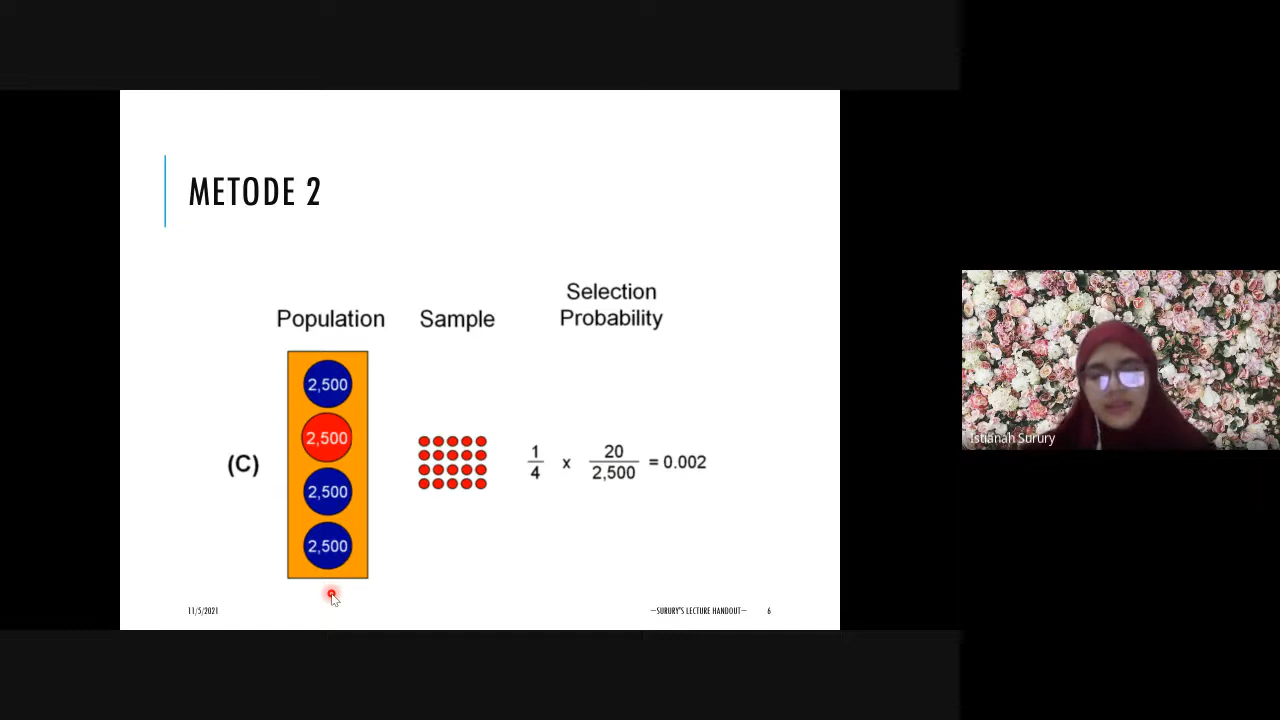 METODE 2
Population
Sample
Selection
Probability
(C)
2,500
2,500
2,500
2,500
1
4
x
20
2,500
= 0.002
11/5/2021
—SURURY'S LECTURE HANDOUT—
6
Istianah Surury